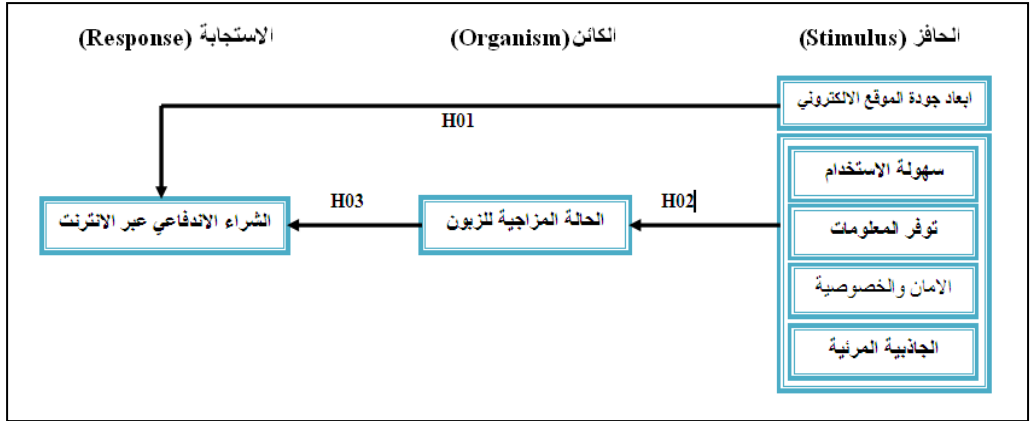 الحافز (Stimulus)
الكائن (Organism)
الاستجابة (Response)
ابعاد جودة الموقع الالكتروني
H01
سهولة الاستخدام
توفر المعلومات
الامان والخصوصية
الجاذبية المرئية
H02
الحالة المزاجية للزبون
H03
الشراء الاندفاعي عبر الانترنت